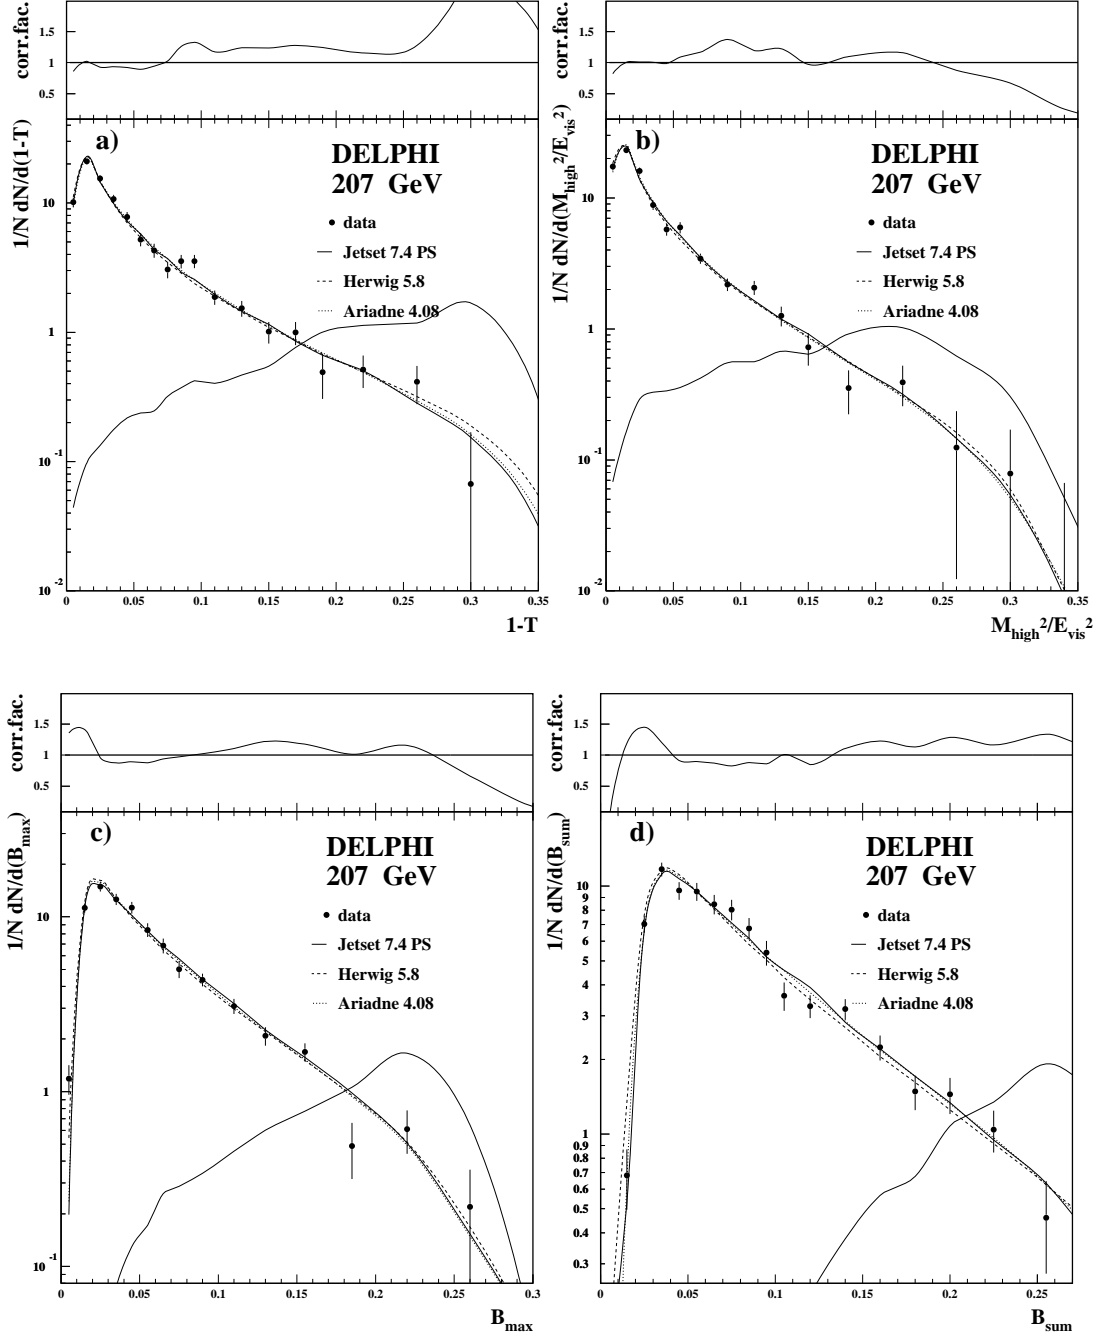 corr.fac.
1.5
1
0.5
1/N dN/d(1-T)
a)
DELPHI
207 GeV
data
Jetset 7.4 PS
Herwig 5.8
Ariadne 4.08
10
1
10^-1
10^-2
0 0.05 0.1 0.15 0.2 0.25 0.3 0.35
1-T
corr.fac.
1.5
1
0.5
1/N dN/d(M_high^2/E_vis^2)
b)
DELPHI
207 GeV
data
Jetset 7.4 PS
Herwig 5.8
Ariadne 4.08
10
1
10^-1
10^-2
0 0.05 0.1 0.15 0.2 0.25 0.3 0.35
M_high^2/E_vis^2
corr.fac.
1.5
1
0.5
1/N dN/d(B_max)
c)
DELPHI
207 GeV
data
Jetset 7.4 PS
Herwig 5.8
Ariadne 4.08
10
1
10^-1
0 0.05 0.1 0.15 0.2 0.25 0.3
B_max
corr.fac.
1.5
1
0.5
1/N dN/d(B_sum)
d)
DELPHI
207 GeV
data
Jetset 7.4 PS
Herwig 5.8
Ariadne 4.08
10
9
8
7
6
5
4
3
2
1
0.9
0.8
0.7
0.6
0.5
0.4
0.3
0 0.05 0.1 0.15 0.2 0.25
B_sum